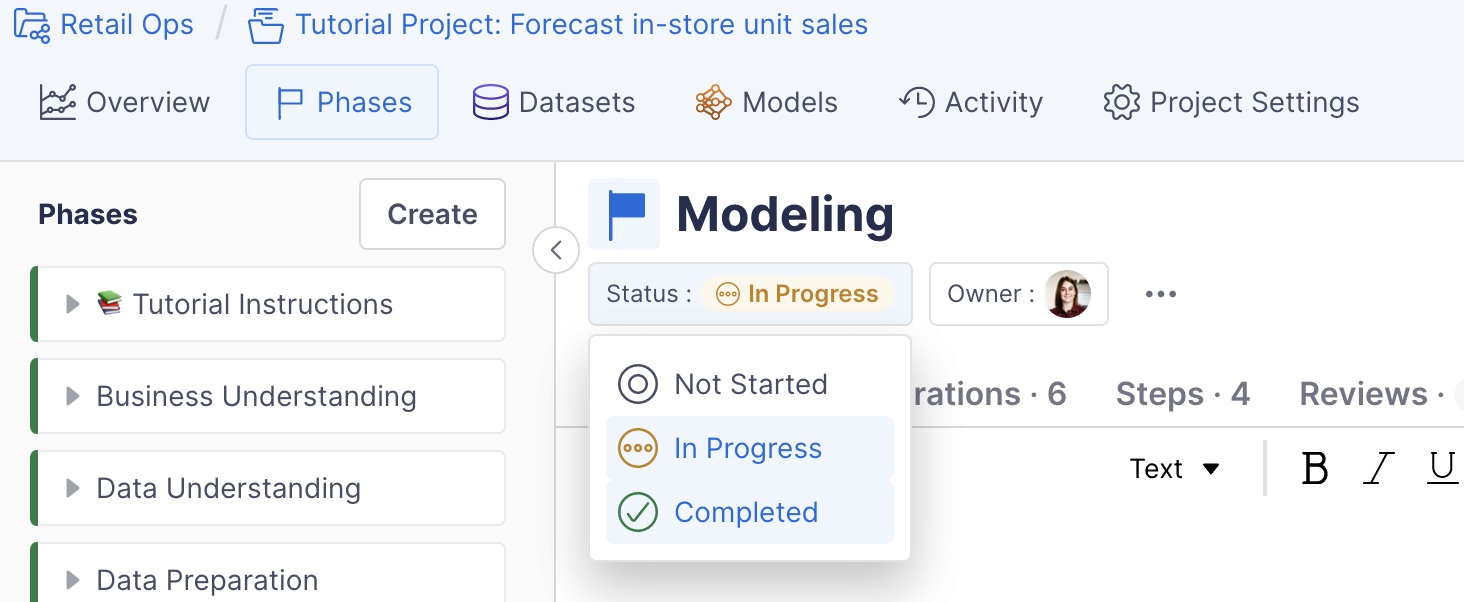 Retail Ops / Tutorial Project: Forecast in-store unit sales
Overview Phases Datasets Models Activity Project Settings
Phases
Create
Tutorial Instructions
Business Understanding
Data Understanding
Data Preparation
Modeling
Status : In Progress
Owner :
Not Started
In Progress
Completed
rations · 6 Steps · 4 Reviews ·
Text B I U